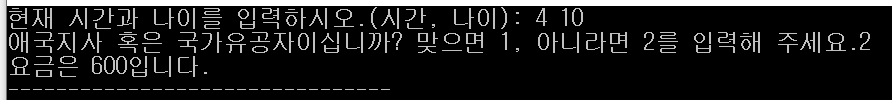 현재 시간과 나이를 입력하시오.(시간, 나이): 4 10
애국지사 혹은 국가유공자이십니까? 맞으면 1, 아니라면 2를 입력해 주세요.2
요금은 600입니다.
--------------------------------